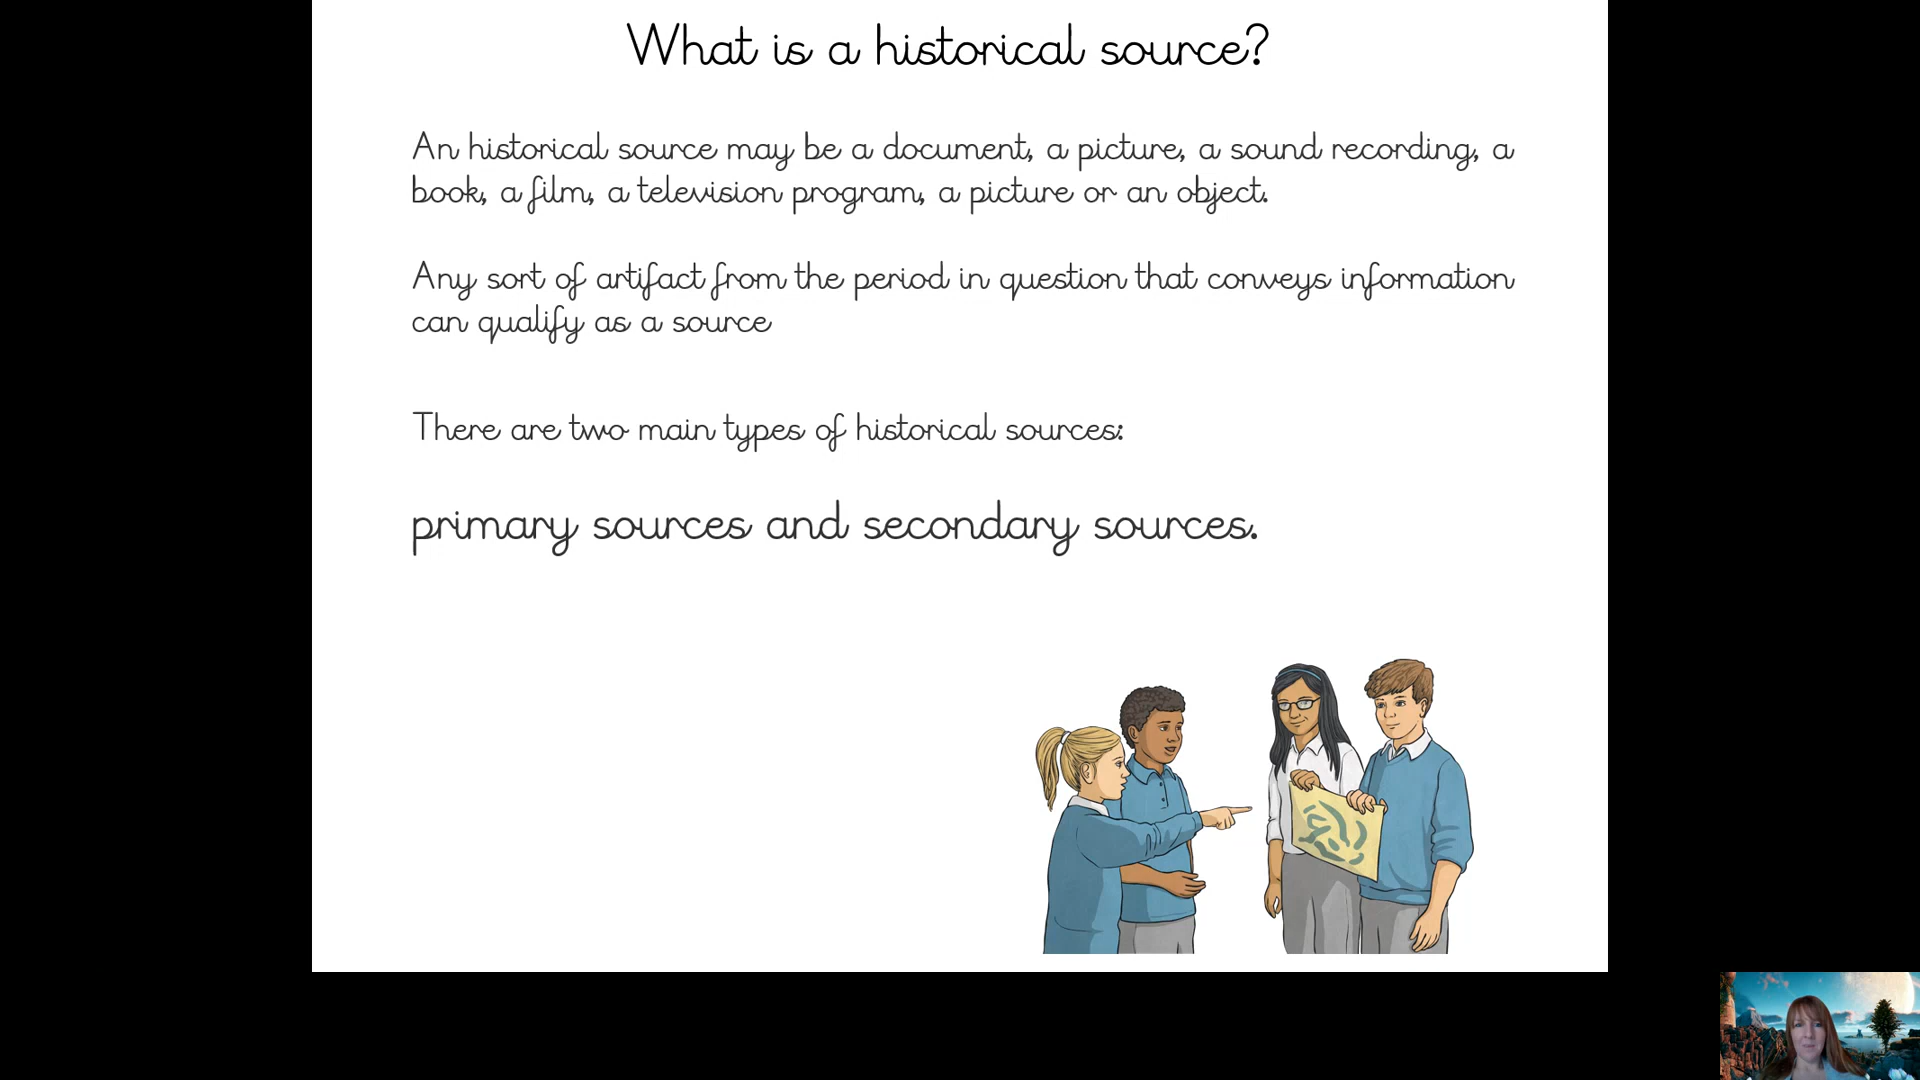 What is a historical source?
An historical source may be a document, a picture, a sound recording, a
book, a film, a television program, a picture or an object.
Any sort of artifact from the period in question that conveys information
can qualify as a source
There are two main types of historical sources:
primary sources and secondary sources.